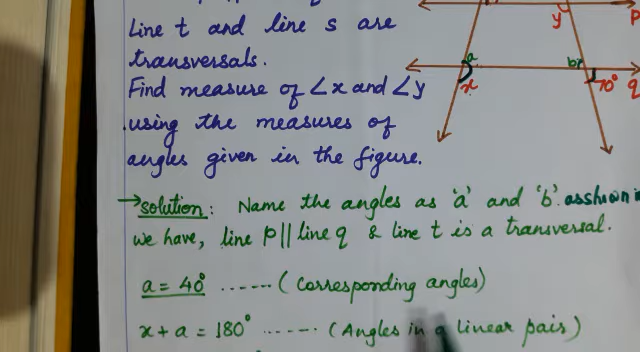 p
Line t and line s are
y
transversals.
a
b
Find measure of ∠x and ∠y
x
70°
q
using the measures of
angles given in the figure.
→ Solution: Name the angles as 'a' and 'b' as shown
we have, line p || line q & line t is a transversal.
a = 40° ------ (Corresponding angles)
x + a = 180° ------ (Angles in a linear pair)